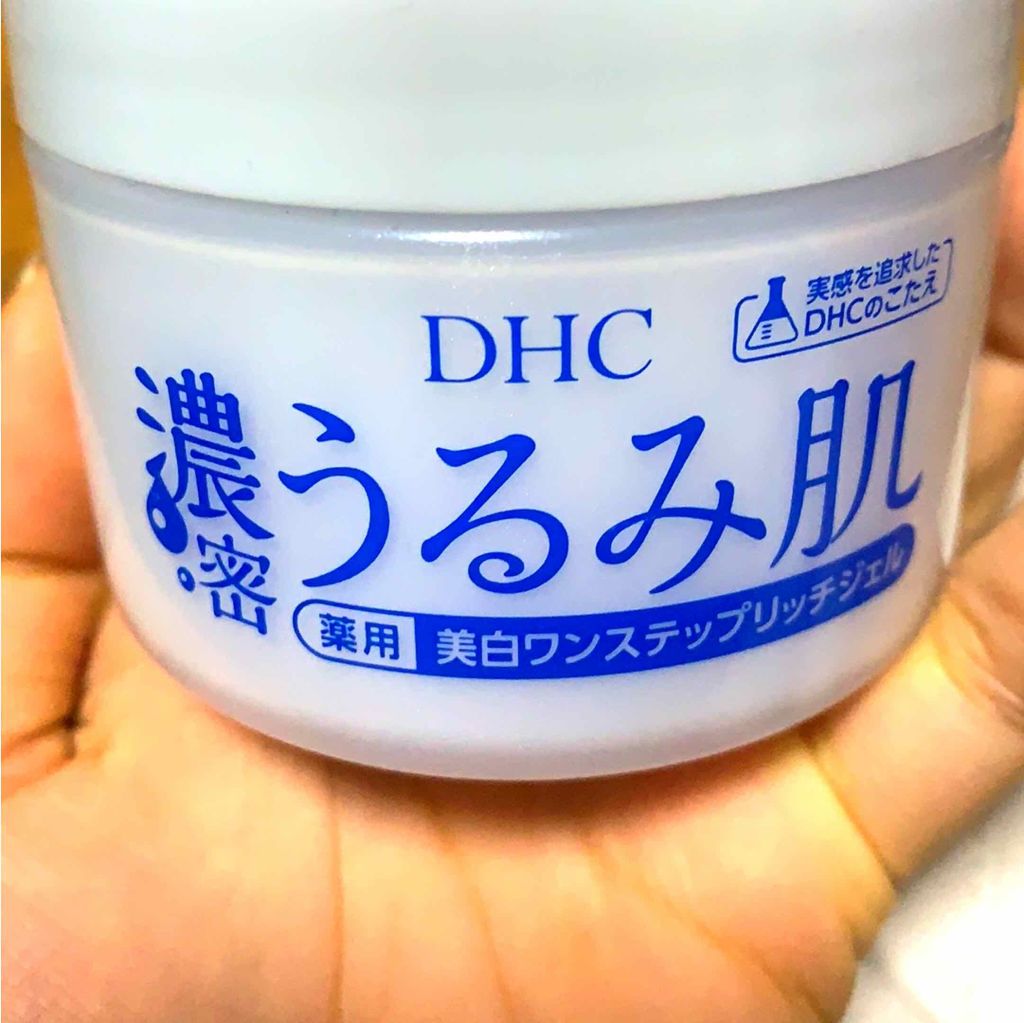 実感を追求した
DHCのこたえ
DHC
濃密
うるみ肌
薬用 美白ワンステップリッチジェル